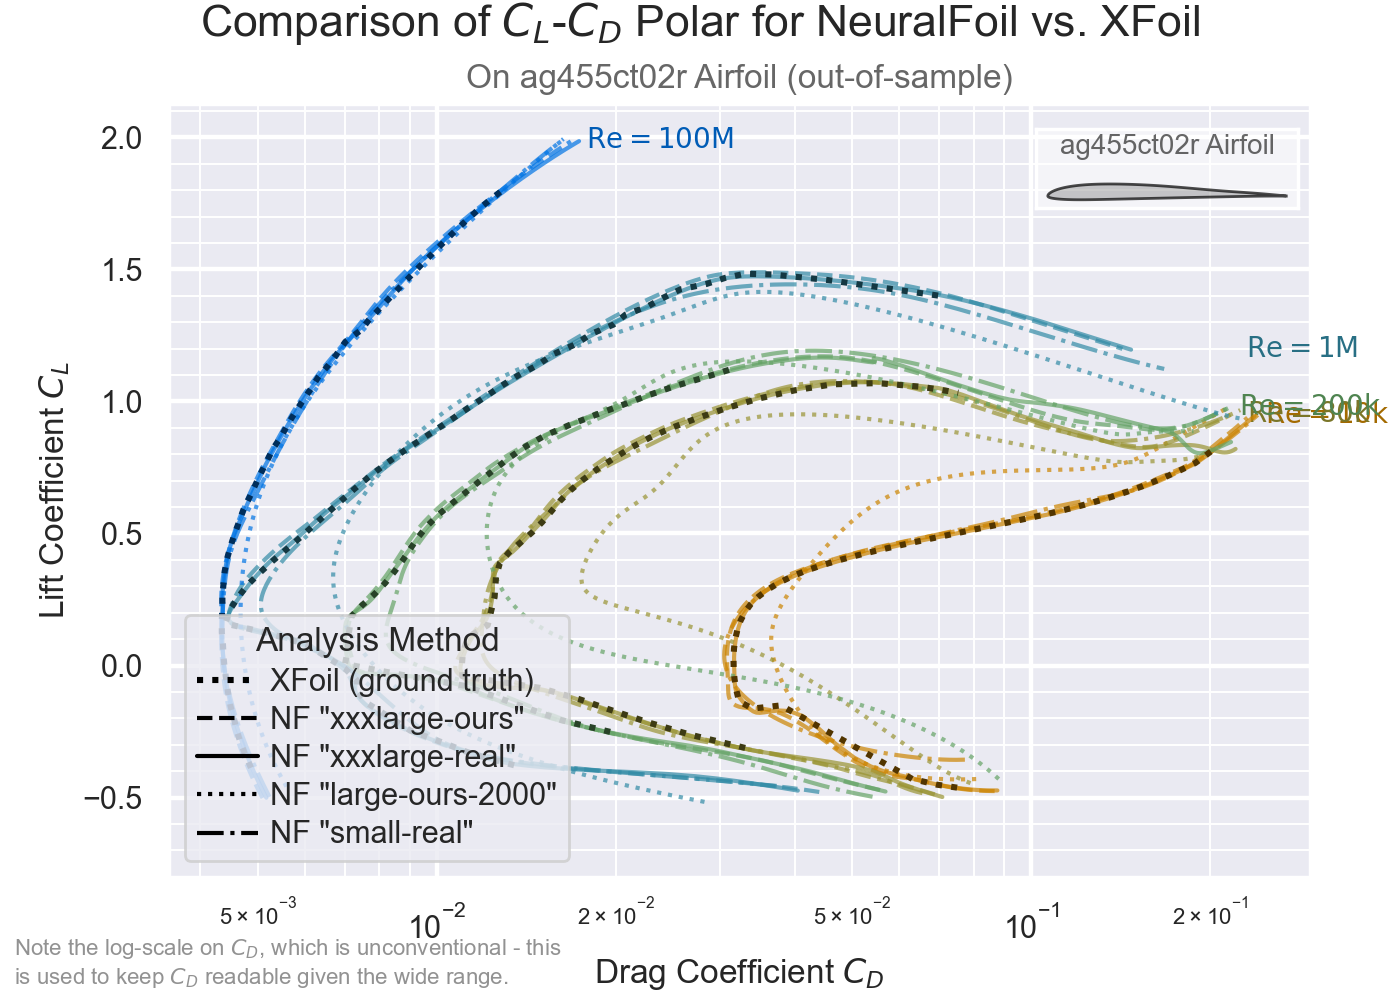 Comparison of C_L-C_D Polar for NeuralFoil vs. XFoil
On ag455ct02r Airfoil (out-of-sample)
Re = 100M
ag455ct02r Airfoil
Re = 1M
Re = 200k
Re = 10k
Lift Coefficient C_L
2.0
1.5
1.0
0.5
0.0
−0.5
Analysis Method
XFoil (ground truth)
NF "xxxlarge-ours"
NF "xxxlarge-real"
NF "large-ours-2000"
NF "small-real"
5 × 10⁻³
10⁻²
2 × 10⁻²
5 × 10⁻²
10⁻¹
2 × 10⁻¹
Drag Coefficient C_D
Note the log-scale on C_D, which is unconventional - this
is used to keep C_D readable given the wide range.